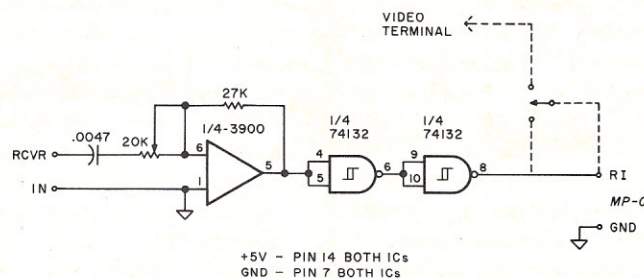 VIDEO
TERMINAL
27K
1/4
74132
1/4
74132
.0047
20K
1/4-3900
RCVR
6
5
4
5
6
9
10
8
IN
1
RI
MP-C
GND
+5V - PIN 14 BOTH ICs
GND - PIN 7 BOTH ICs